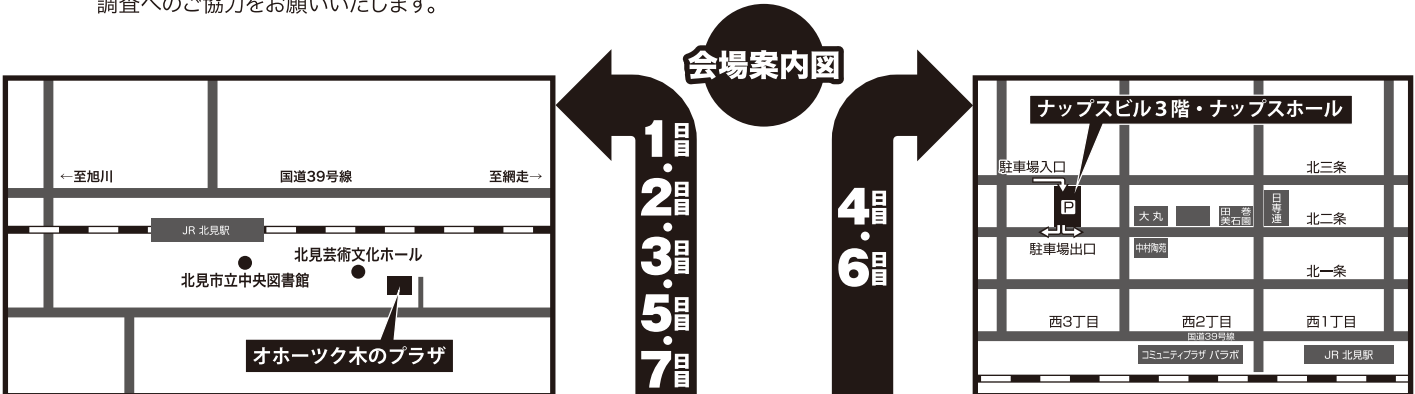 調査へのご協力をお願いいたします。
会場案内図
←至旭川
国道39号線
至網走→
JR 北見駅
北見芸術文化ホール
北見市立中央図書館
オホーツク木のプラザ
1日目・2日目・3日目・5日目・7日目
4日目・6日目
ナップスビル３階・ナップスホール
駐車場入口
北三条
P
大 丸
田 巻
美石園
日専連
北二条
駐車場出口
中村陶苑
北一条
西3丁目
西2丁目
西1丁目
国道39号線
コミュニティプラザ パラボ
JR 北見駅